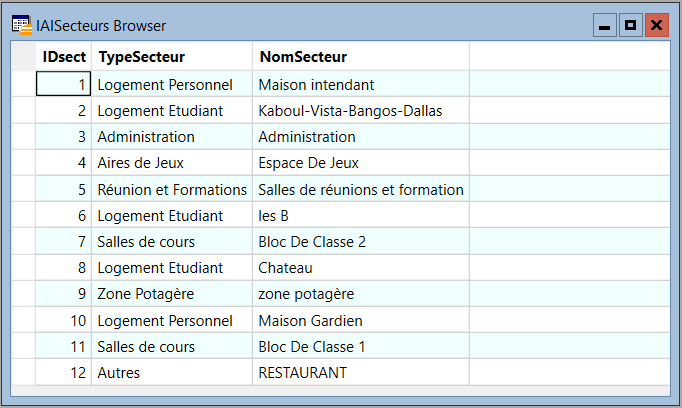 IAISecteurs Browser
IDsect TypeSecteur NomSecteur
1 Logement Personnel Maison intendant
2 Logement Etudiant Kaboul-Vista-Bangos-Dallas
3 Administration Administration
4 Aires de Jeux Espace De Jeux
5 Réunion et Formations Salles de réunions et formation
6 Logement Etudiant les B
7 Salles de cours Bloc De Classe 2
8 Logement Etudiant Chateau
9 Zone Potagère zone potagère
10 Logement Personnel Maison Gardien
11 Salles de cours Bloc De Classe 1
12 Autres RESTAURANT